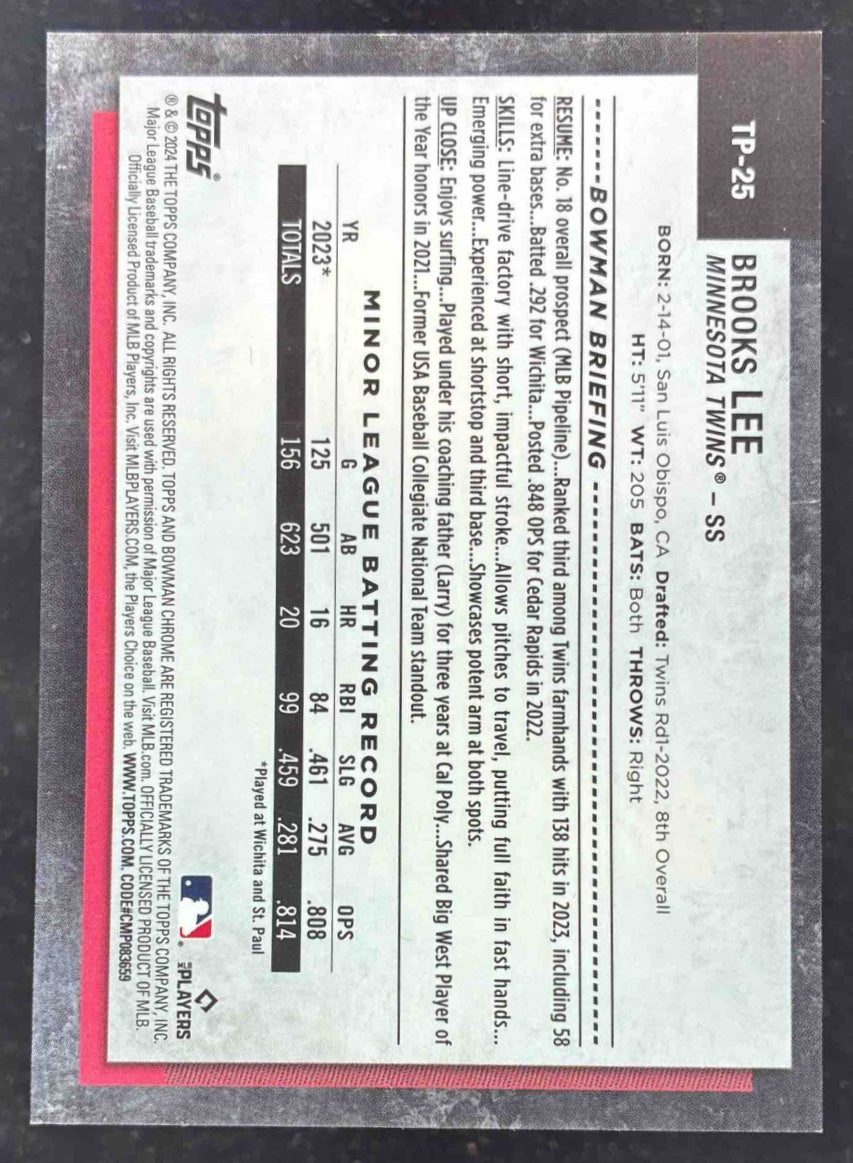 TP-25
BROOKS LEE
MINNESOTA TWINS® – SS
BORN: 2-14-01, San Luis Obispo, CA Drafted: Twins Rd1-2022, 8th Overall
HT: 5'11" WT: 205 BATS: Both THROWS: Right
BOWMAN BRIEFING
RESUME: No. 18 overall prospect (MLB Pipeline)....Ranked third among Twins farmhands with 138 hits in 2023, including 58
for extra bases...Batted .292 for Wichita...Posted .848 OPS for Cedar Rapids in 2022.
SKILLS: Line-drive factory with short, impactful stroke....Allows pitches to travel, putting full faith in fast hands....
Emerging power....Experienced at shortstop and third base....Showcases potent arm at both spots.
UP CLOSE: Enjoys surfing....Played under his coaching father (Larry) for three years at Cal Poly....Shared Big West Player of
the Year honors in 2021....Former USA Baseball Collegiate National Team standout.
MINOR LEAGUE BATTING RECORD
YR G AB HR RBI SLG AVG OPS
2023* 125 501 16 84 .461 .275 .808
TOTALS 156 623 20 99 .459 .281 .814
*Played at Wichita and St. Paul
topps®
MLB PLAYERS
® & © 2024 THE TOPPS COMPANY, INC. ALL RIGHTS RESERVED. TOPPS AND BOWMAN CHROME ARE REGISTERED TRADEMARKS OF THE TOPPS COMPANY, INC.
Major League Baseball trademarks and copyrights are used with permission of Major League Baseball. Visit MLB.com. OFFICIALLY LICENSED PRODUCT OF MLB
Officially Licensed Product of MLB Players, Inc. Visit MLBPLAYERS.COM, the Players Choice on the web. WWW.TOPPS.COM. CODE#CMP083659